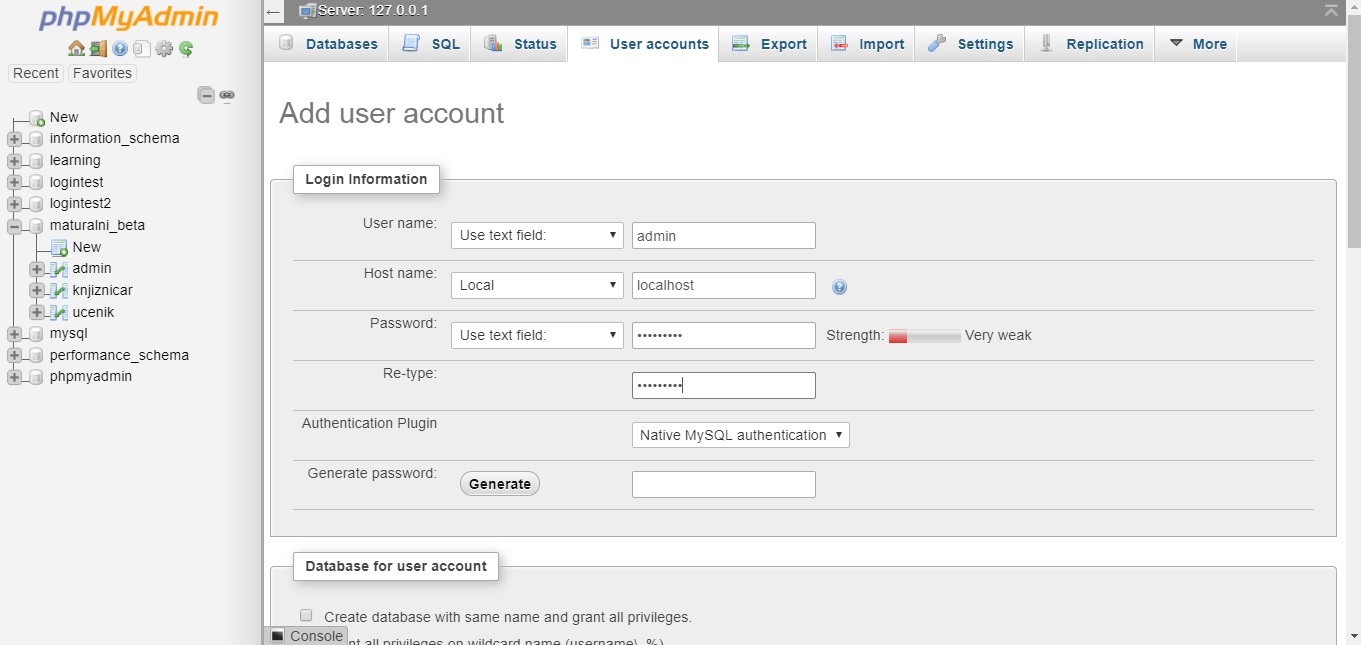 phpMyAdmin
Recent Favorites
New
information_schema
learning
logintest
logintest2
maturalni_beta
New
admin
knjiznicar
ucenik
mysql
performance_schema
phpmyadmin
Server: 127.0.0.1
Databases SQL Status User accounts Export Import Settings Replication More
Add user account
Login Information
User name: Use text field: admin
Host name: Local localhost
Password: Use text field: ••••••••• Strength: Very weak
Re-type: •••••••••
Authentication Plugin Native MySQL authentication
Generate password: Generate
Database for user account
Create database with same name and grant all privileges.
Console
all privileges on wildcard name (username\_%).